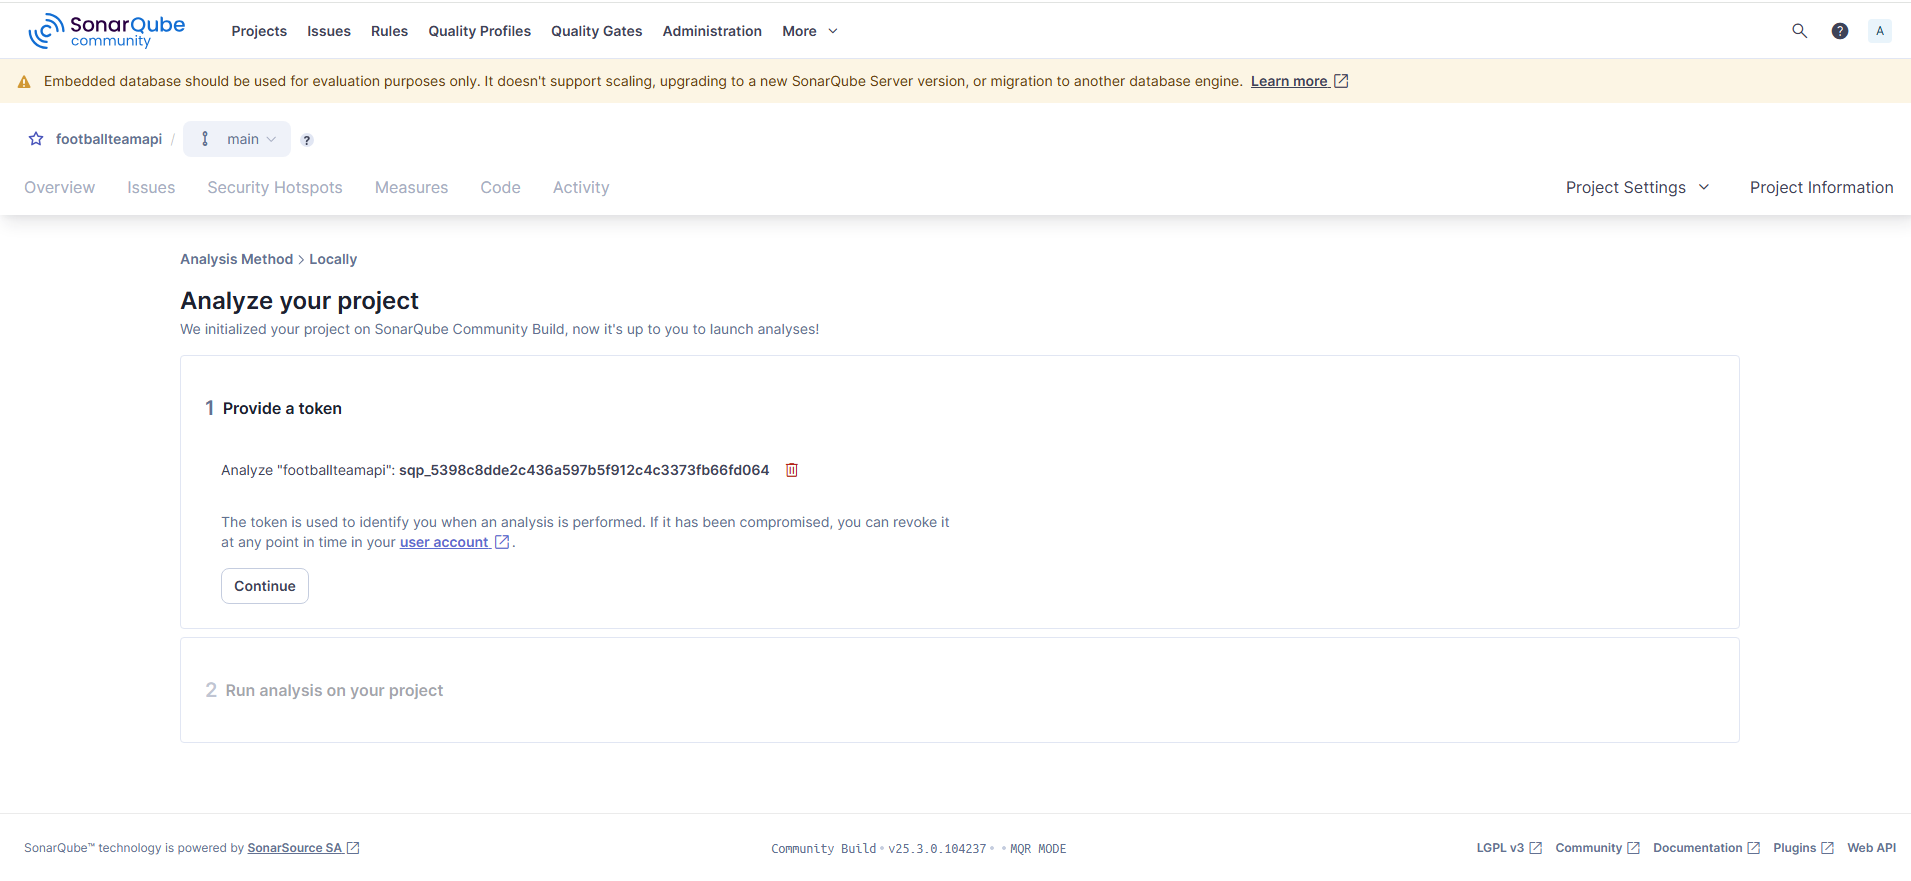 SonarQube community
Projects Issues Rules Quality Profiles Quality Gates Administration More ? A
Embedded database should be used for evaluation purposes only. It doesn't support scaling, upgrading to a new SonarQube Server version, or migration to another database engine. Learn more
footballteamapi / main ?
Overview Issues Security Hotspots Measures Code Activity Project Settings Project Information
Analysis Method > Locally
Analyze your project
We initialized your project on SonarQube Community Build, now it's up to you to launch analyses!
1 Provide a token
Analyze "footballteamapi": sqp_5398c8dde2c436a597b5f912c4c3373fb66fd064
The token is used to identify you when an analysis is performed. If it has been compromised, you can revoke it
at any point in time in your user account .
Continue
2 Run analysis on your project
SonarQube™ technology is powered by SonarSource SA Community Build • v25.3.0.104237 • • MQR MODE LGPL v3 Community Documentation Plugins Web API